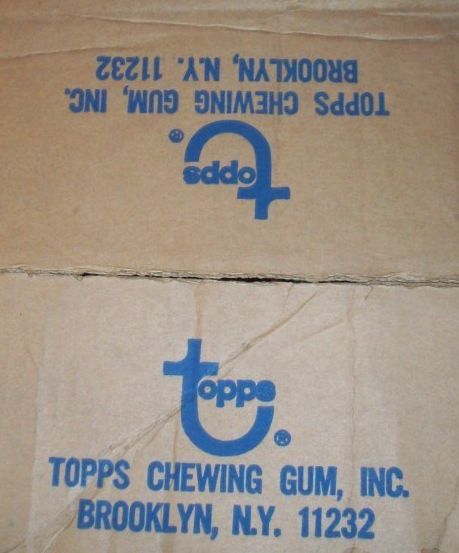 topps®
TOPPS CHEWING GUM, INC.
BROOKLYN, N.Y. 11232
topps®
TOPPS CHEWING GUM, INC.
BROOKLYN, N.Y. 11232